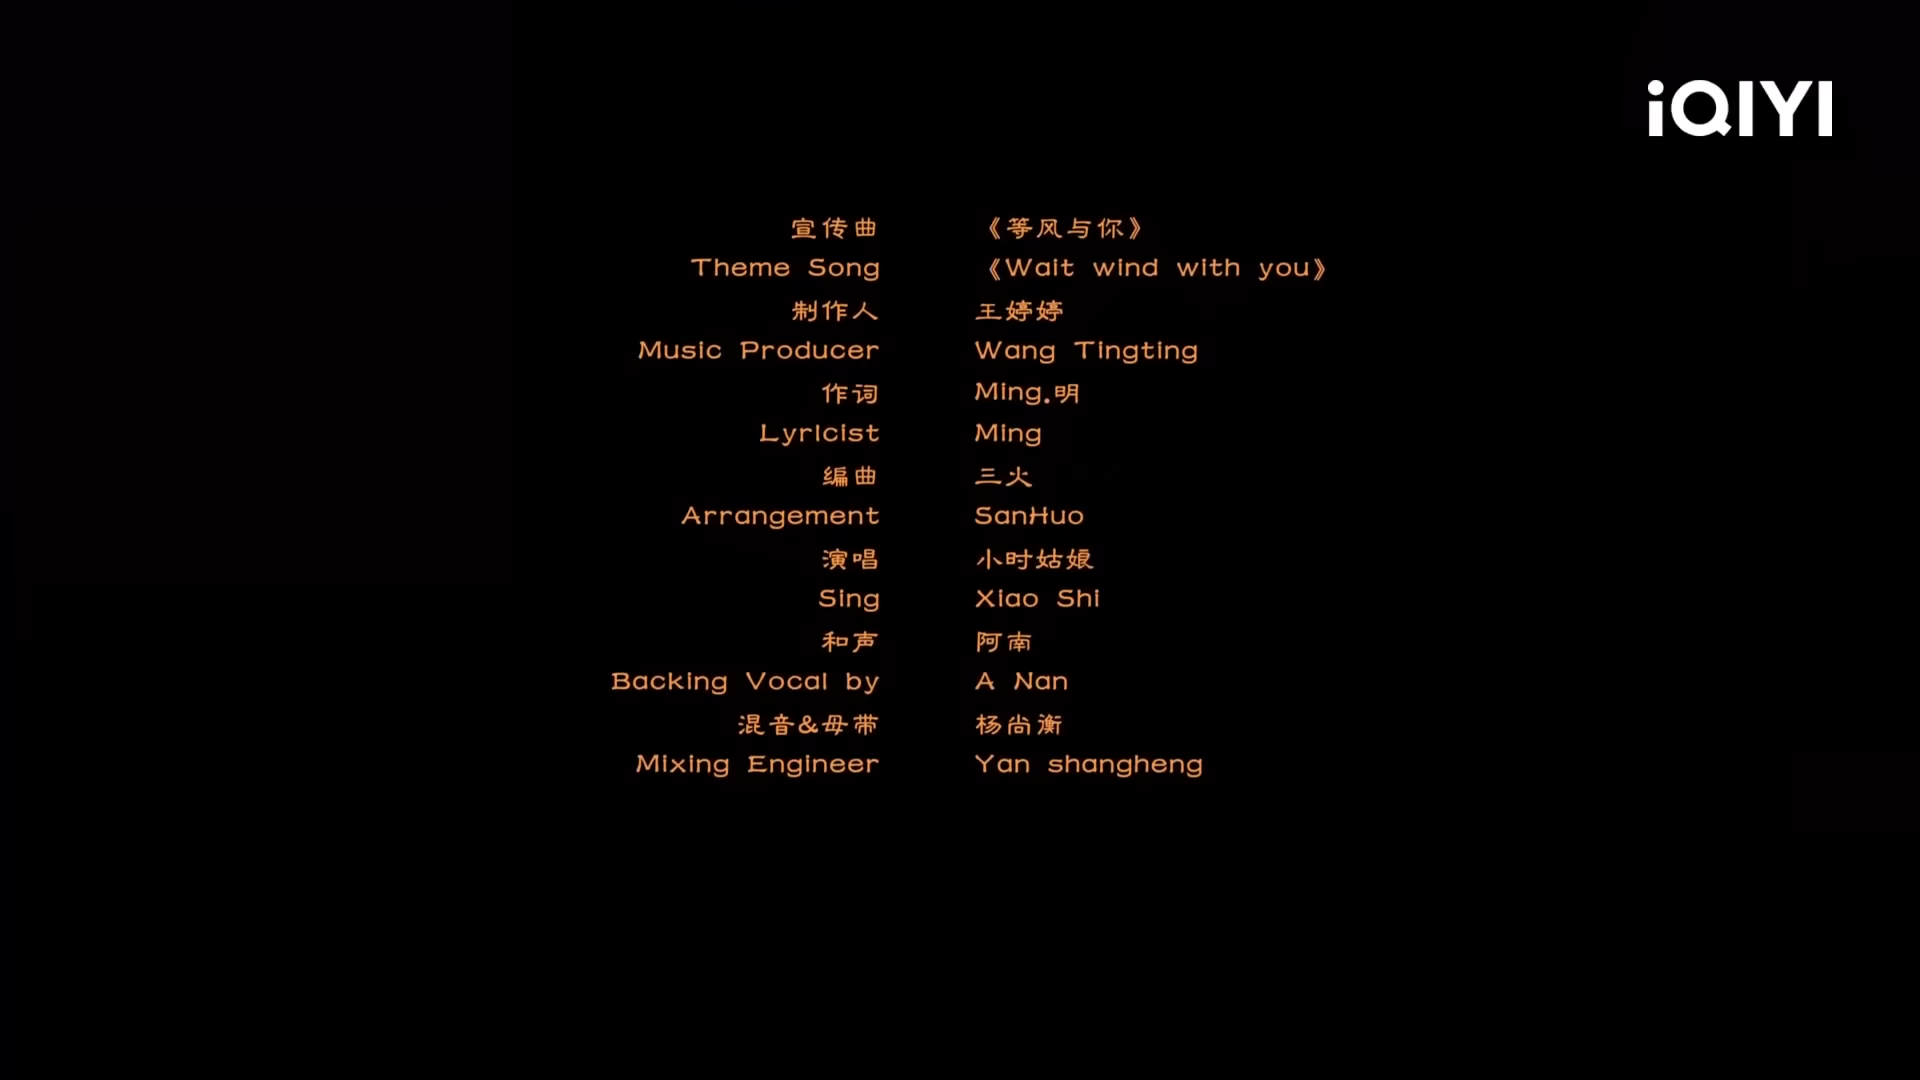 iQIYI
宣传曲 《等风与你》
Theme Song 《Wait wind with you》
制作人 王婷婷
Music Producer Wang Tingting
作词 Ming.明
Lyricist Ming
编曲 三火
Arrangement SanHuo
演唱 小时姑娘
Sing Xiao Shi
和声 阿南
Backing Vocal by A Nan
混音&母带 杨尚衡
Mixing Engineer Yan shangheng